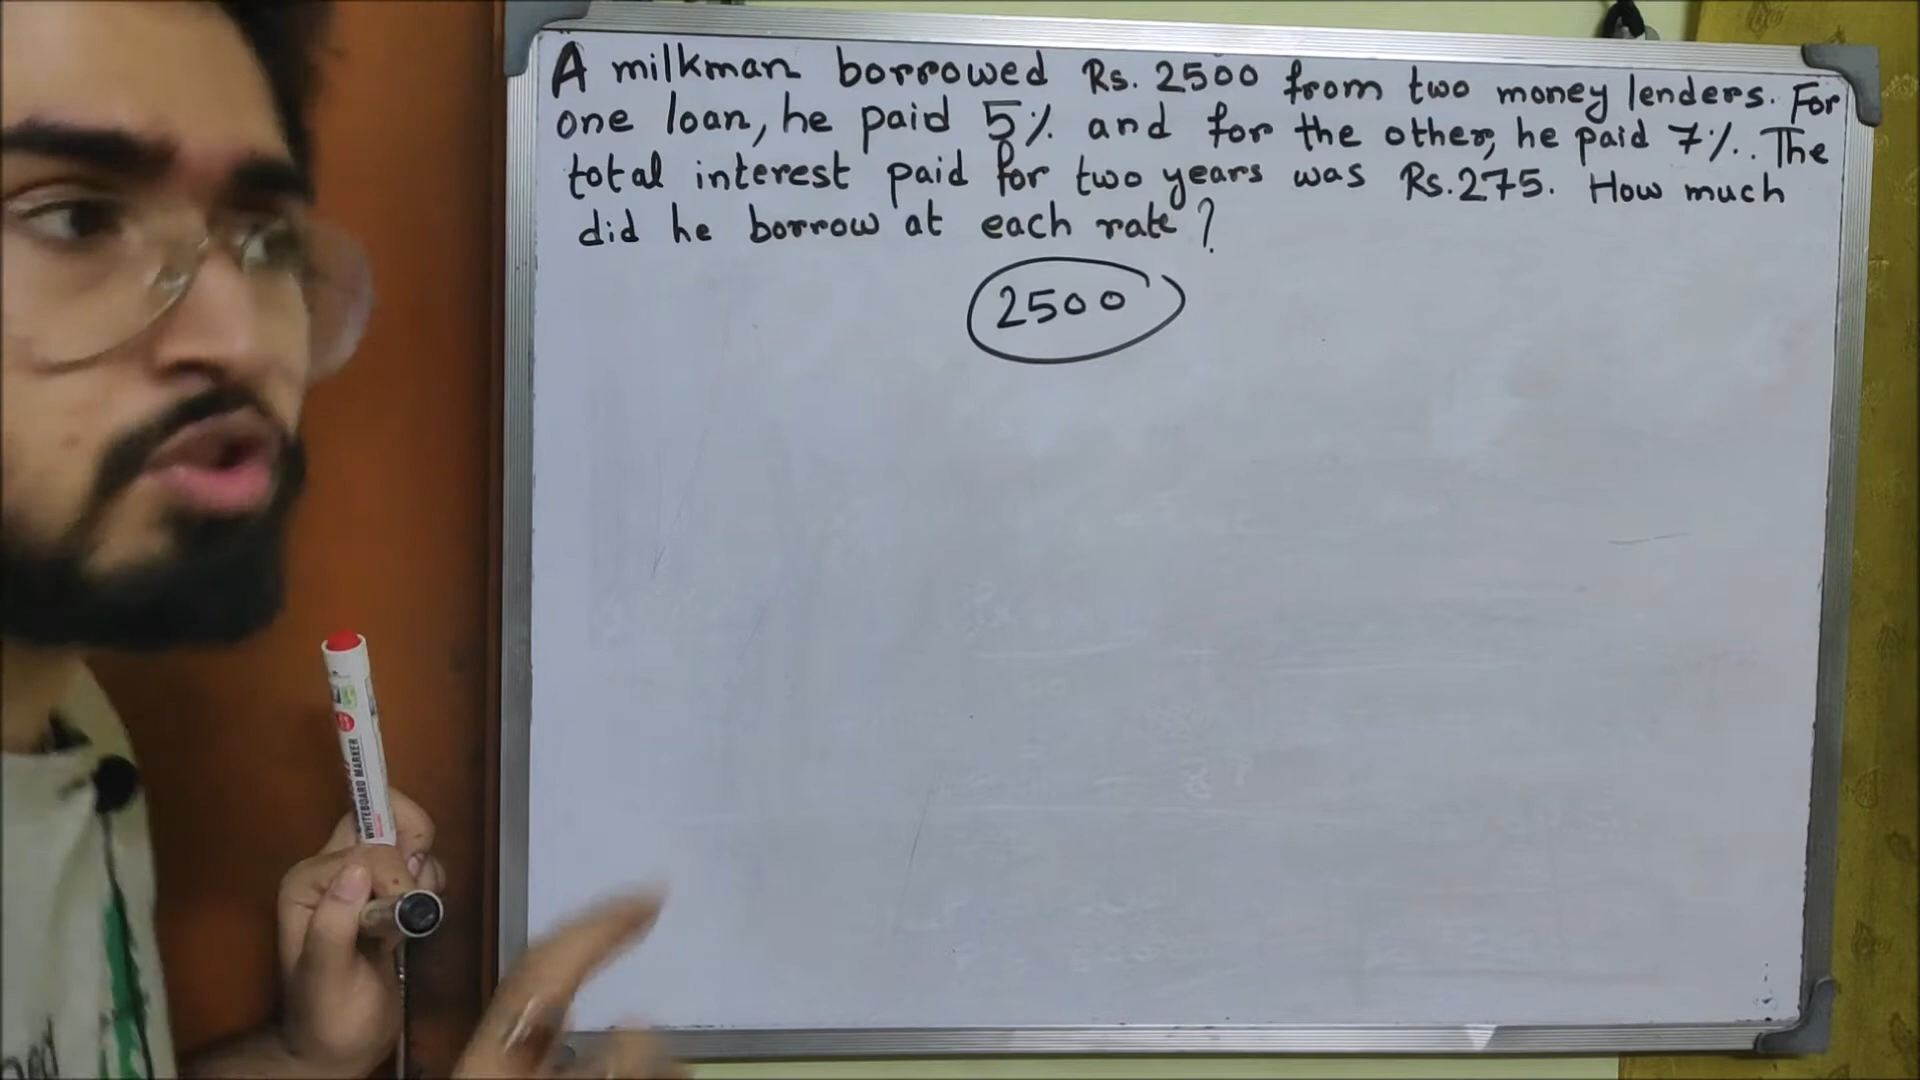 A milkman borrowed Rs. 2500 from two money lenders. For
one loan, he paid 5% and for the other, he paid 7%. The
total interest paid for two years was Rs. 275. How much
did he borrow at each rate?
2500
WHITEBOARD MARKER